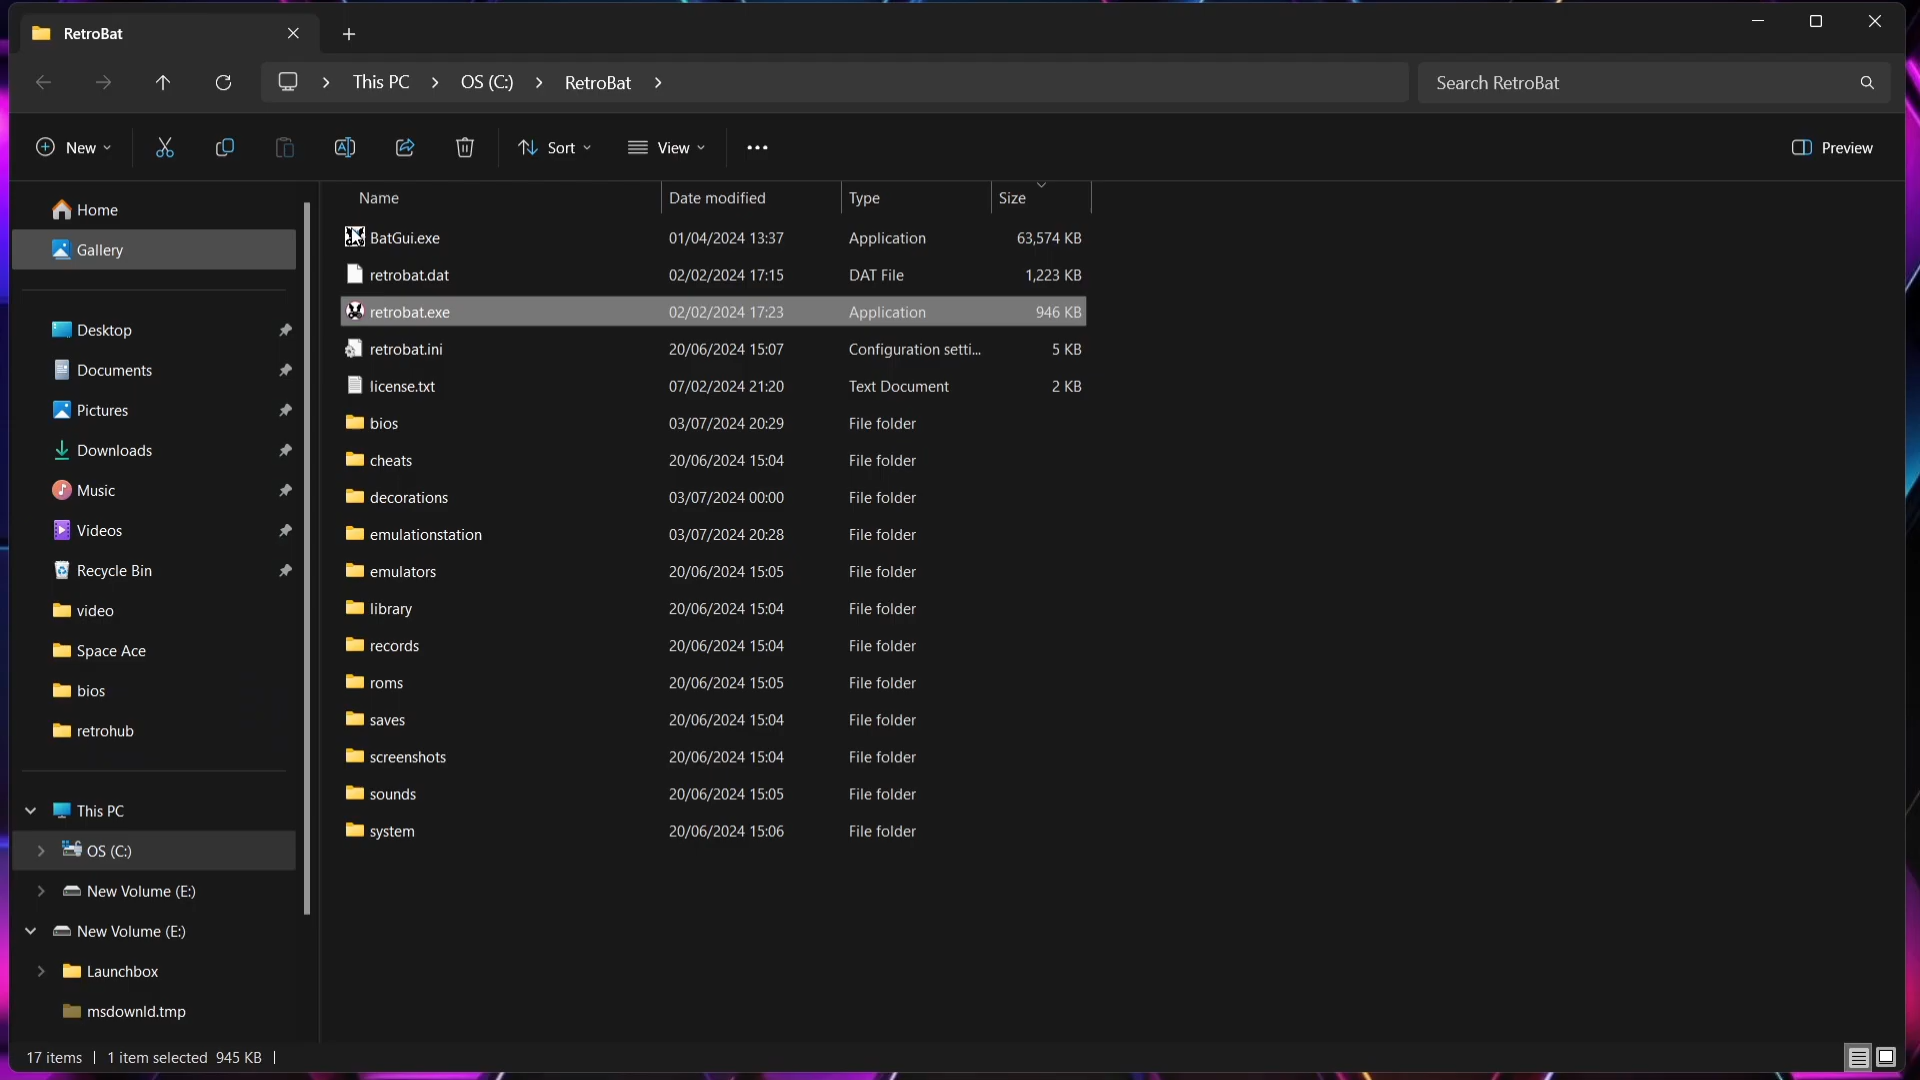 RetroBat
This PC OS (C:) RetroBat
Search RetroBat
New Sort View Preview
Name Date modified Type Size
BatGui.exe 01/04/2024 13:37 Application 63,574 KB
retrobat.dat 02/02/2024 17:15 DAT File 1,223 KB
retrobat.exe 02/02/2024 17:23 Application 946 KB
retrobat.ini 20/06/2024 15:07 Configuration setti... 5 KB
license.txt 07/02/2024 21:20 Text Document 2 KB
bios 03/07/2024 20:29 File folder
cheats 20/06/2024 15:04 File folder
decorations 03/07/2024 00:00 File folder
emulationstation 03/07/2024 20:28 File folder
emulators 20/06/2024 15:05 File folder
library 20/06/2024 15:04 File folder
records 20/06/2024 15:04 File folder
roms 20/06/2024 15:05 File folder
saves 20/06/2024 15:04 File folder
screenshots 20/06/2024 15:04 File folder
sounds 20/06/2024 15:05 File folder
system 20/06/2024 15:06 File folder
Home
Gallery
Desktop
Documents
Pictures
Downloads
Music
Videos
Recycle Bin
video
Space Ace
bios
retrohub
This PC
OS (C:)
New Volume (E:)
New Volume (E:)
Launchbox
msdownld.tmp
17 items 1 item selected 945 KB